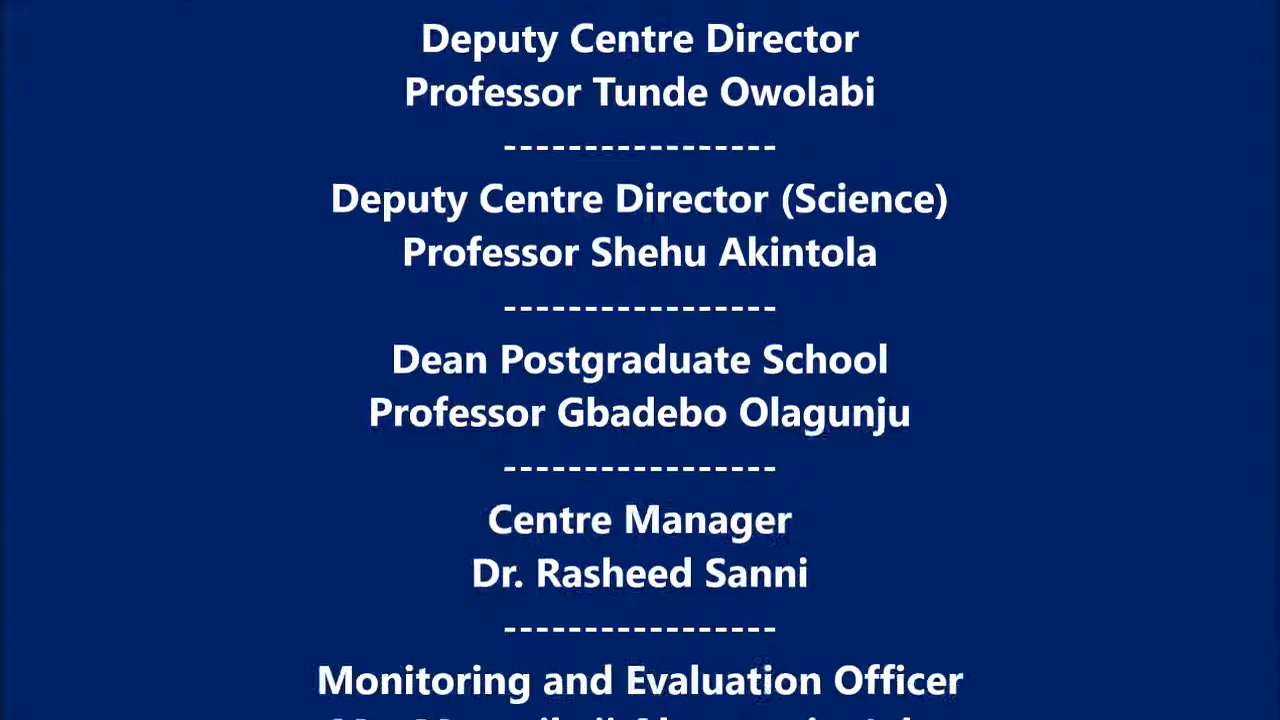 Deputy Centre Director
Professor Tunde Owolabi
-----------------
Deputy Centre Director (Science)
Professor Shehu Akintola
-----------------
Dean Postgraduate School
Professor Gbadebo Olagunju
-----------------
Centre Manager
Dr. Rasheed Sanni
-----------------
Monitoring and Evaluation Officer